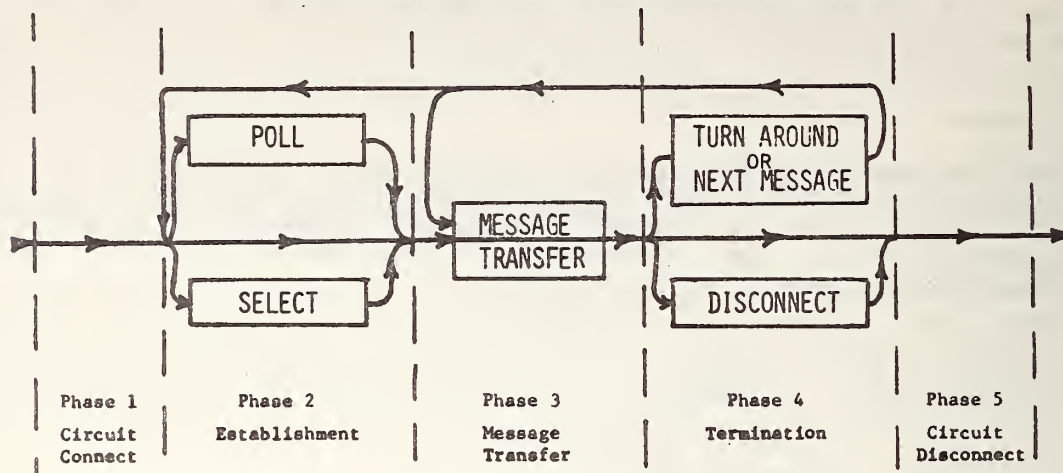 POLL
TURN AROUND
OR
NEXT MESSAGE
MESSAGE
TRANSFER
SELECT
DISCONNECT
Phase 1
Circuit
Connect
Phase 2
Establishment
Phase 3
Message
Transfer
Phase 4
Termination
Phase 5
Circuit
Disconnect